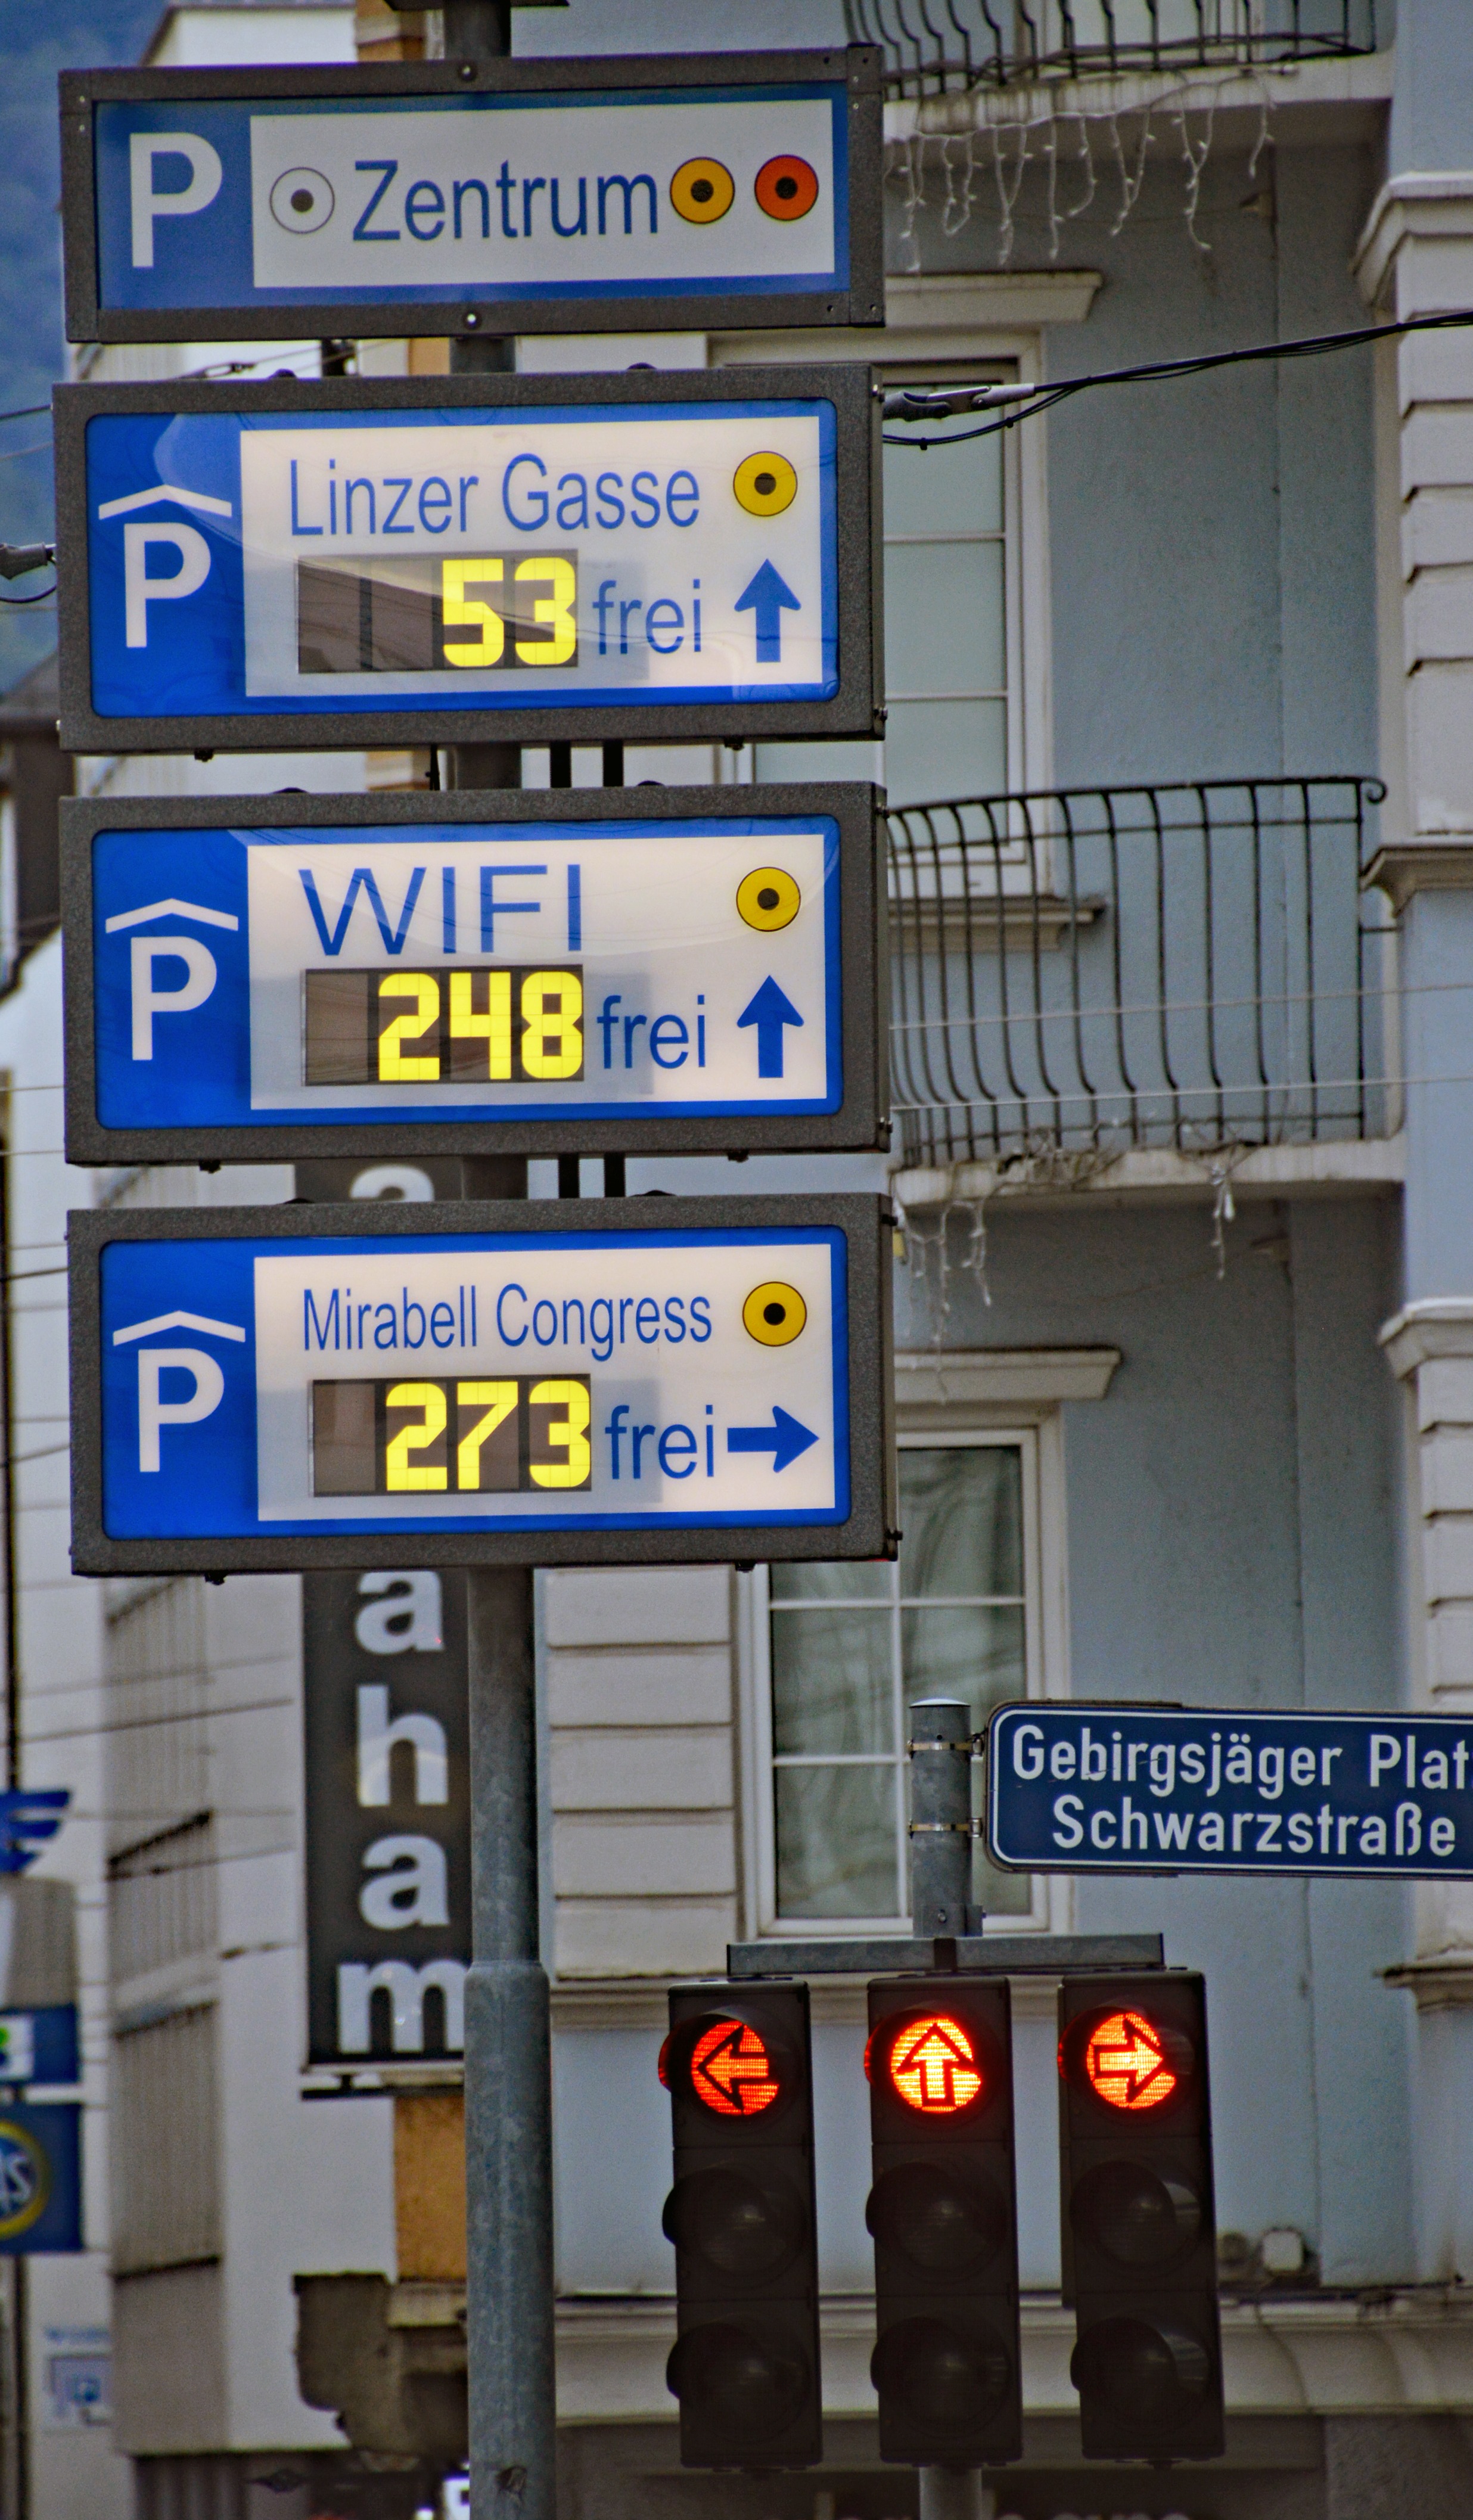 P Zentrum
Linzer Gasse
P 53 frei
WIFI
P 248 frei
Mirabell Congress
P 273 frei
a
a
h
a
m
Gebirgsjäger Plat
Schwarzstraße